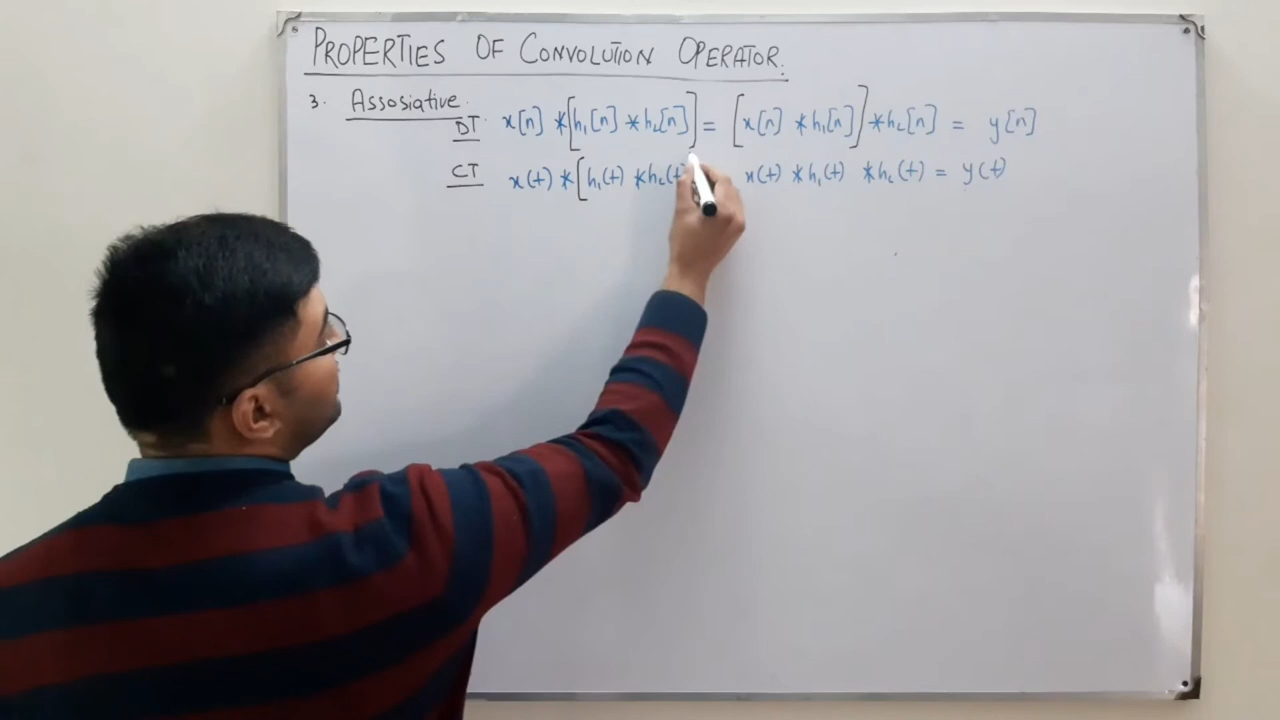 PROPERTIES OF CONVOLUTION OPERATOR.
3. Assosiative.
DT x[n] * [h₁[n] * h₂[n]] = [x[n] * h₁[n]] * h₂[n] = y[n]
CT x(t) * [h₁(t) * h₂(t x(t) * h₁(t) * h₂(t) = y(t)